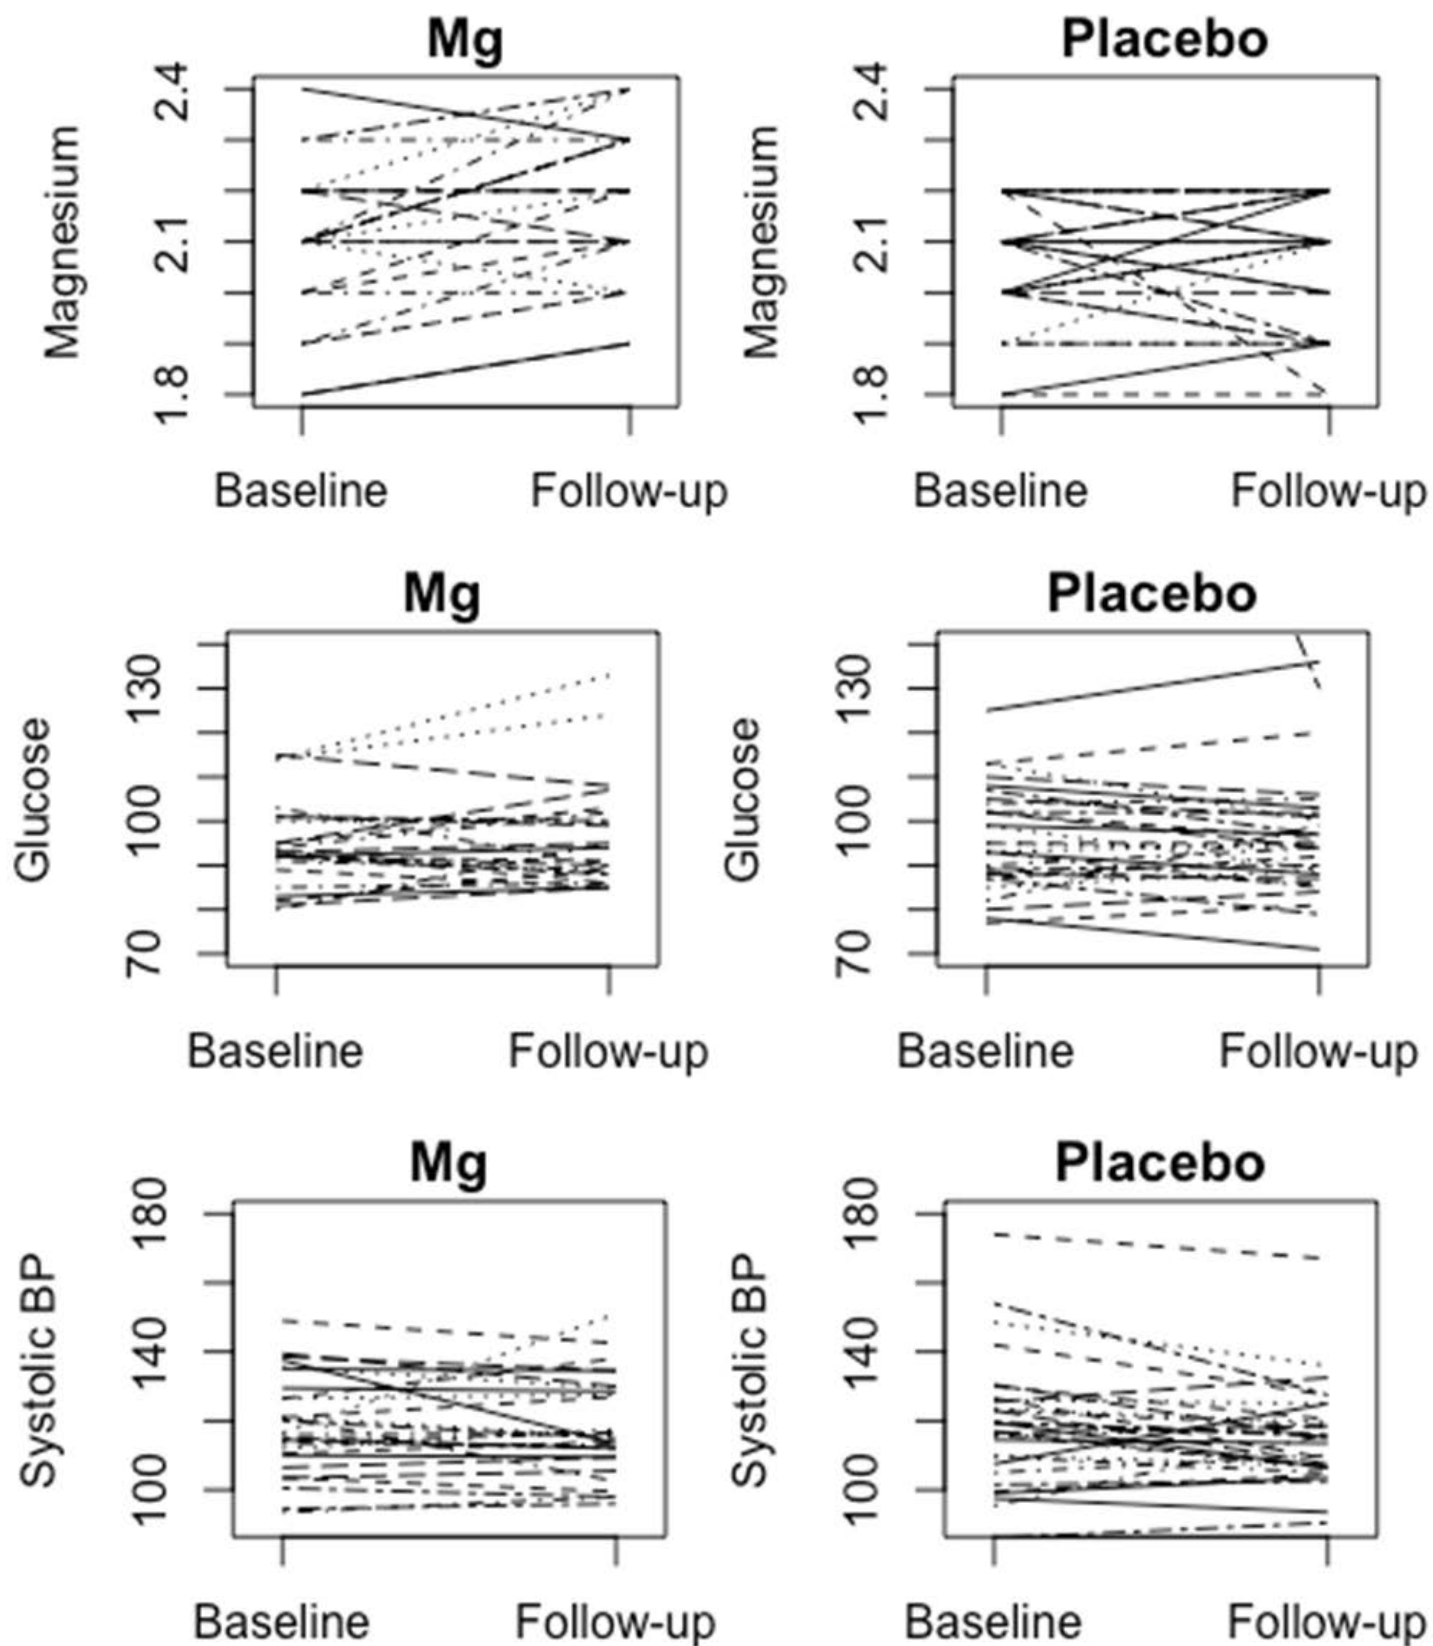 Mg Placebo
Magnesium 2.4 2.1 1.8 Magnesium 2.4 2.1 1.8
Baseline Follow-up Baseline Follow-up
Mg Placebo
Glucose 130 100 70 Glucose 130 100 70
Baseline Follow-up Baseline Follow-up
Mg Placebo
Systolic BP 180 140 100 Systolic BP 180 140 100
Baseline Follow-up Baseline Follow-up